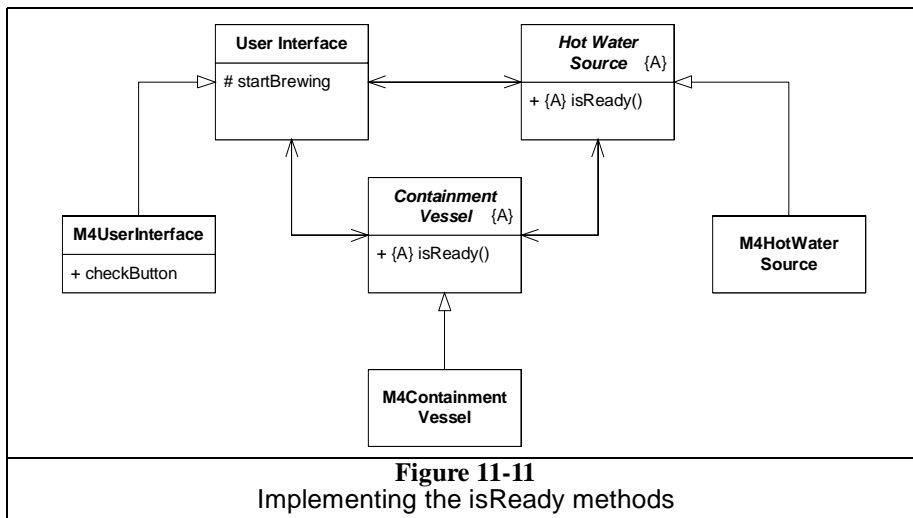 User Interface
# startBrewing
Hot Water
Source {A}
+ {A} isReady()
Containment
Vessel {A}
+ {A} isReady()
M4UserInterface
+ checkButton
M4HotWater
Source
M4Containment
Vessel
Figure 11-11
Implementing the isReady methods